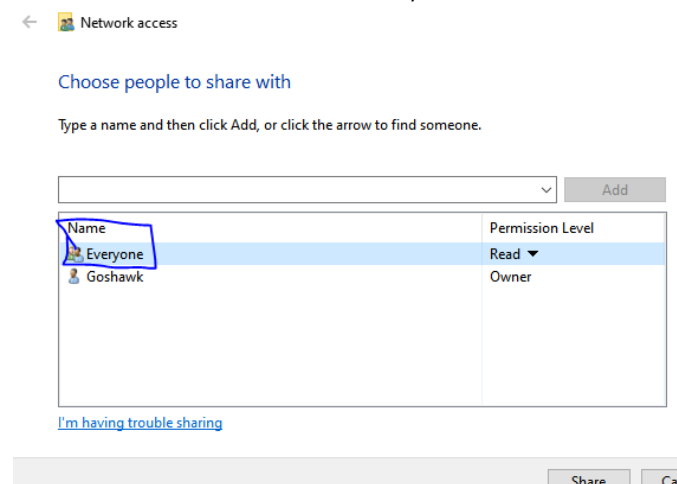 Network access
Choose people to share with
Type a name and then click Add, or click the arrow to find someone.
Add
Name Permission Level
Everyone Read
Goshawk Owner
I'm having trouble sharing
Share Ca